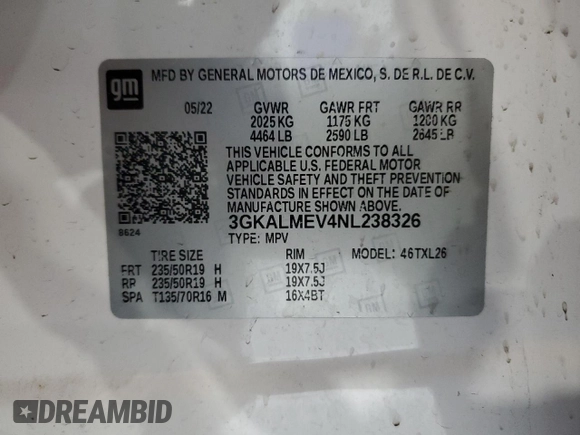 gm
MFD BY GENERAL MOTORS DE MEXICO, S. DE R.L. DE C.V.
05/22 GVWR GAWR FRT GAWR RR
2025 KG 1175 KG 1200 KG
4464 LB 2590 LB 2645 LB
THIS VEHICLE CONFORMS TO ALL
APPLICABLE U.S. FEDERAL MOTOR
VEHICLE SAFETY AND THEFT PREVENTION
STANDARDS IN EFFECT ON THE DATE OF
MANUFACTURE SHOWN ABOVE.
3GKALMEV4NL238326
8624
TYPE: MPV
TIRE SIZE RIM MODEL: 46TXL26
FRT 235/50R19 H 19X7.5J
RR 235/50R19 H 19X7.5J
SPA T135/70R16 M 16X4BT
DREAMBID